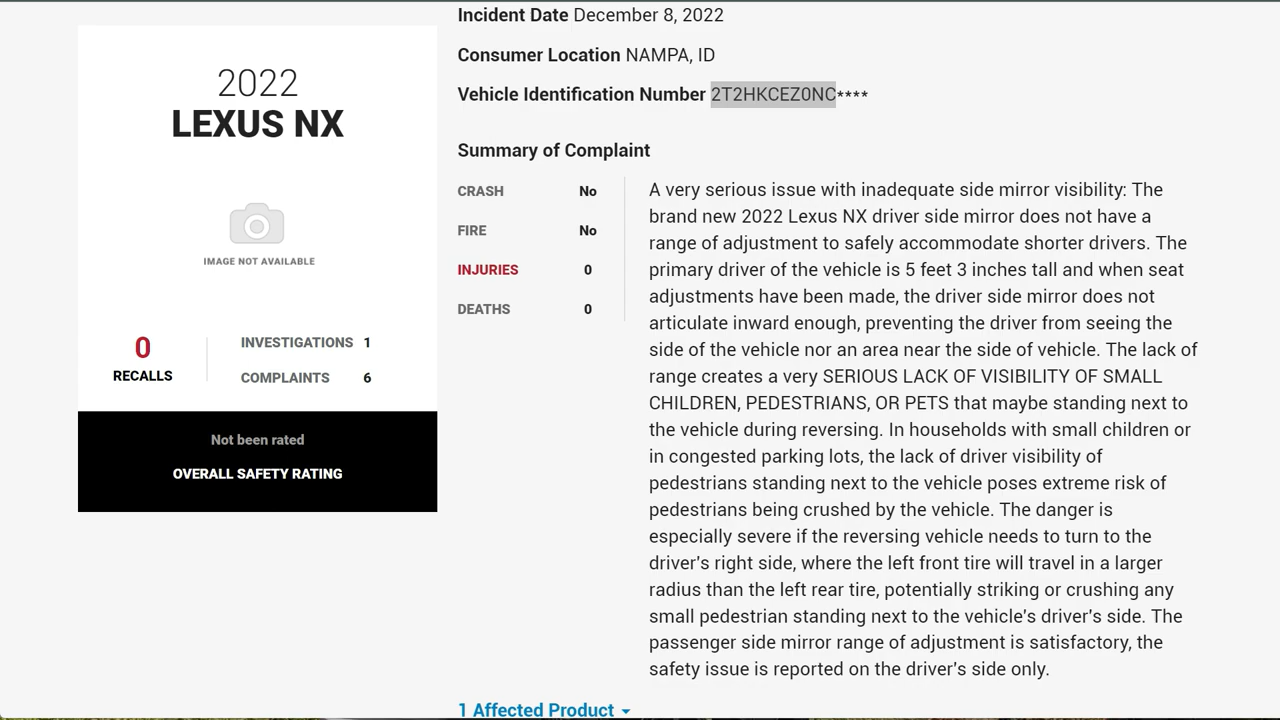 Incident Date December 8, 2022
Consumer Location NAMPA, ID
Vehicle Identification Number 2T2HKCEZ0NC****
2022
LEXUS NX
IMAGE NOT AVAILABLE
0
RECALLS
INVESTIGATIONS 1
COMPLAINTS 6
Not been rated
OVERALL SAFETY RATING
Summary of Complaint
CRASH No
FIRE No
INJURIES 0
DEATHS 0
A very serious issue with inadequate side mirror visibility: The
brand new 2022 Lexus NX driver side mirror does not have a
range of adjustment to safely accommodate shorter drivers. The
primary driver of the vehicle is 5 feet 3 inches tall and when seat
adjustments have been made, the driver side mirror does not
articulate inward enough, preventing the driver from seeing the
side of the vehicle nor an area near the side of vehicle. The lack of
range creates a very SERIOUS LACK OF VISIBILITY OF SMALL
CHILDREN, PEDESTRIANS, OR PETS that maybe standing next to
the vehicle during reversing. In households with small children or
in congested parking lots, the lack of driver visibility of
pedestrians standing next to the vehicle poses extreme risk of
pedestrians being crushed by the vehicle. The danger is
especially severe if the reversing vehicle needs to turn to the
driver's right side, where the left front tire will travel in a larger
radius than the left rear tire, potentially striking or crushing any
small pedestrian standing next to the vehicle's driver's side. The
passenger side mirror range of adjustment is satisfactory, the
safety issue is reported on the driver's side only.
1 Affected Product